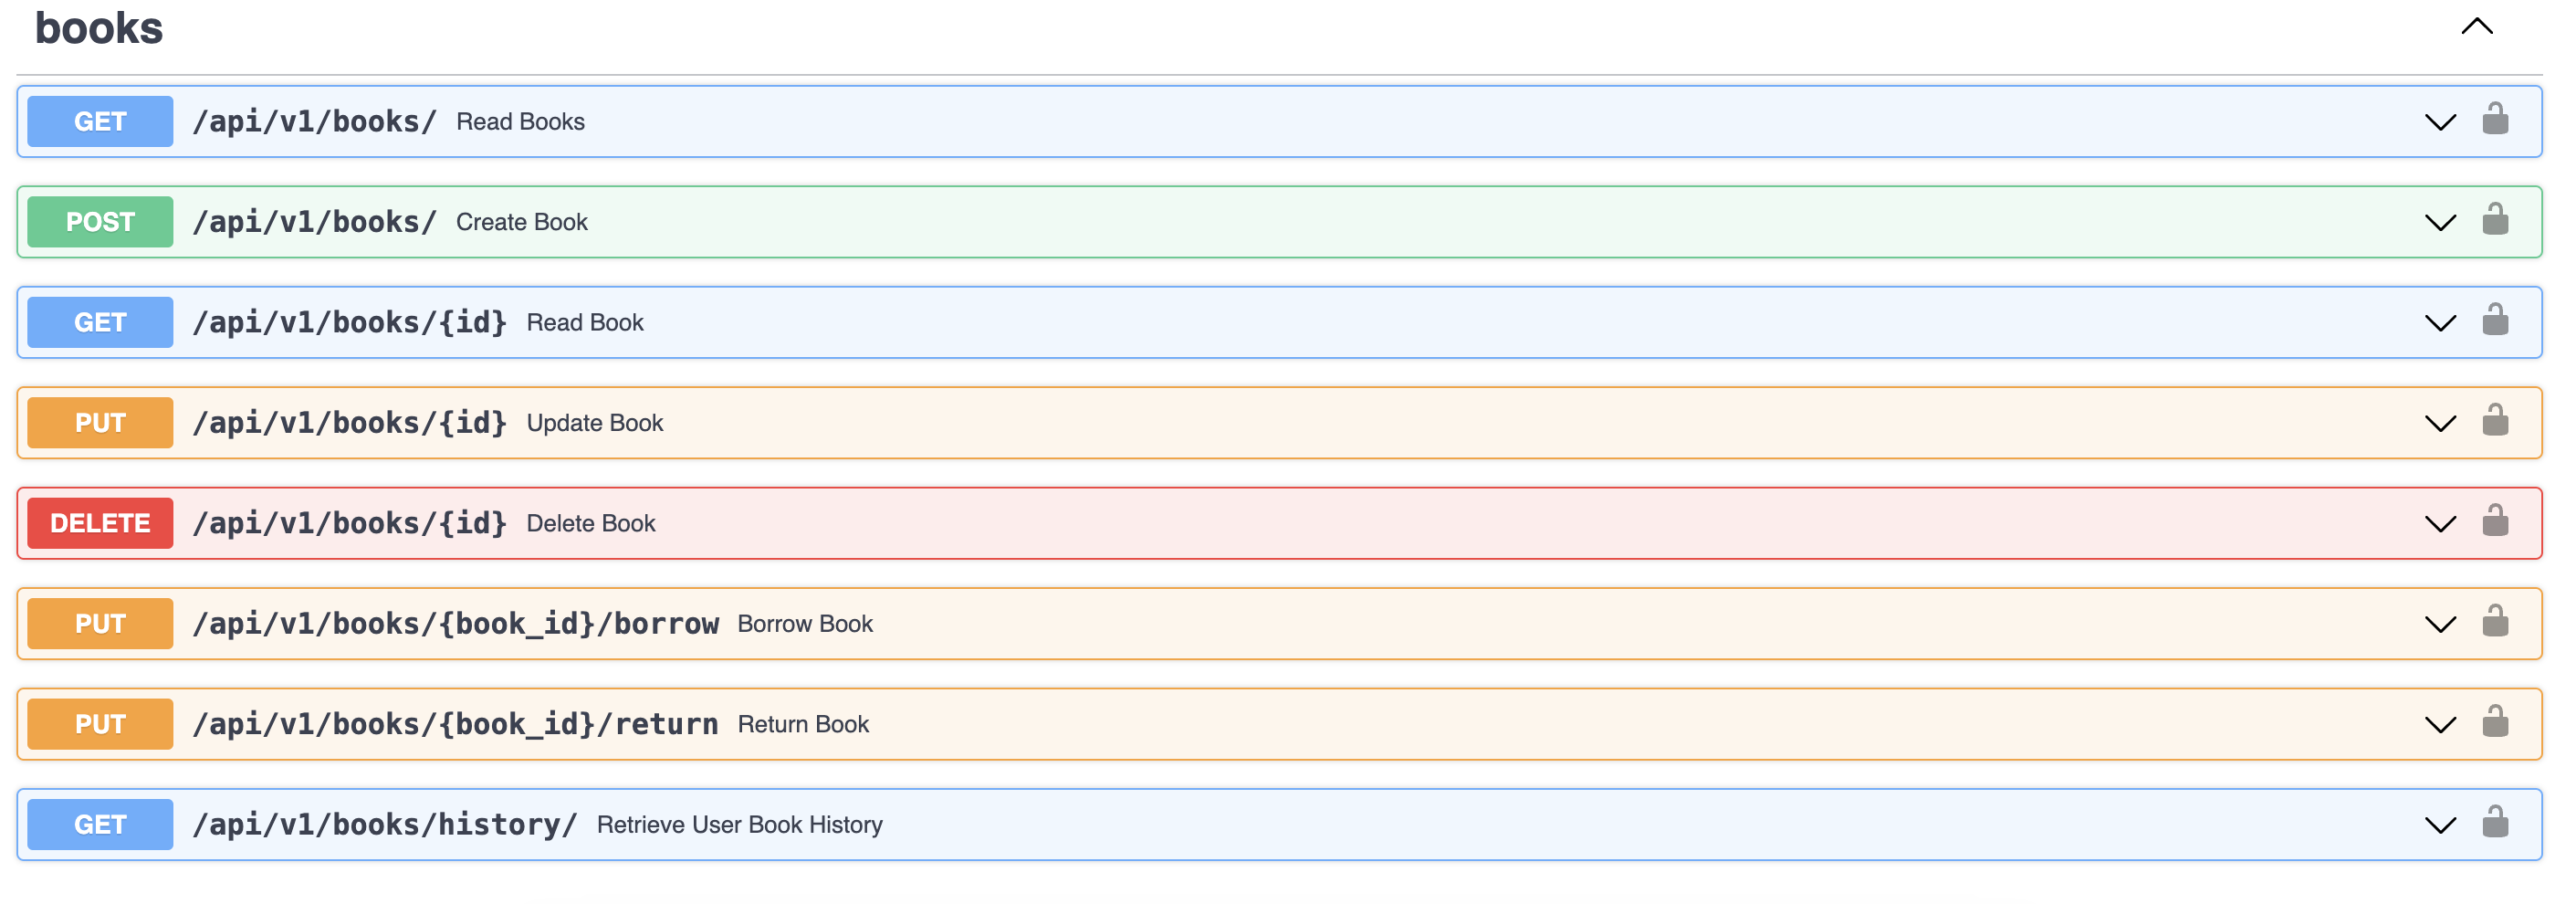 books
GET /api/v1/books/ Read Books
POST /api/v1/books/ Create Book
GET /api/v1/books/{id} Read Book
PUT /api/v1/books/{id} Update Book
DELETE /api/v1/books/{id} Delete Book
PUT /api/v1/books/{book_id}/borrow Borrow Book
PUT /api/v1/books/{book_id}/return Return Book
GET /api/v1/books/history/ Retrieve User Book History